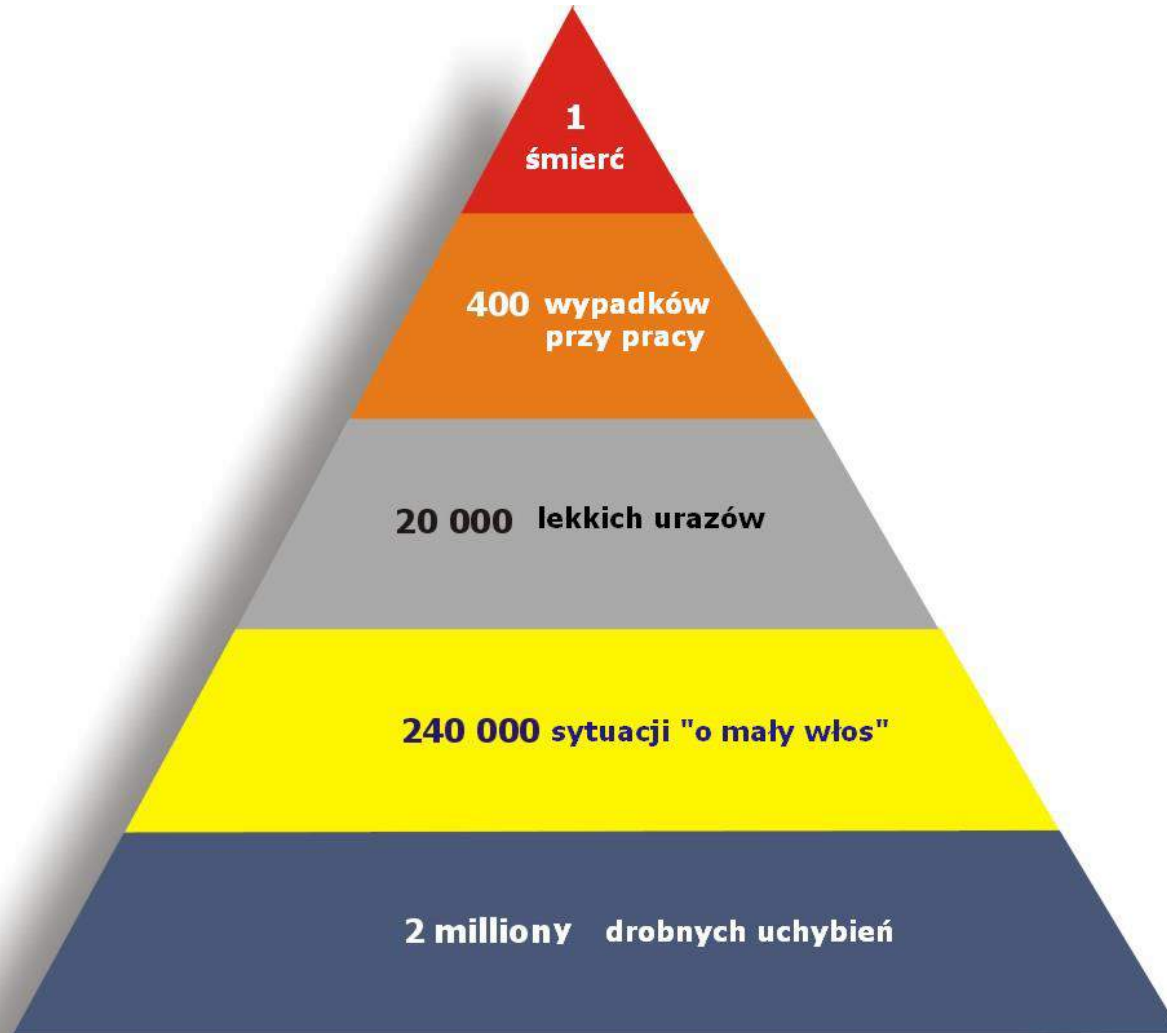 1
śmierć
400 wypadków
przy pracy
20 000 lekkich urazów
240 000 sytuacji "o mały włos"
2 milliony drobnych uchybień